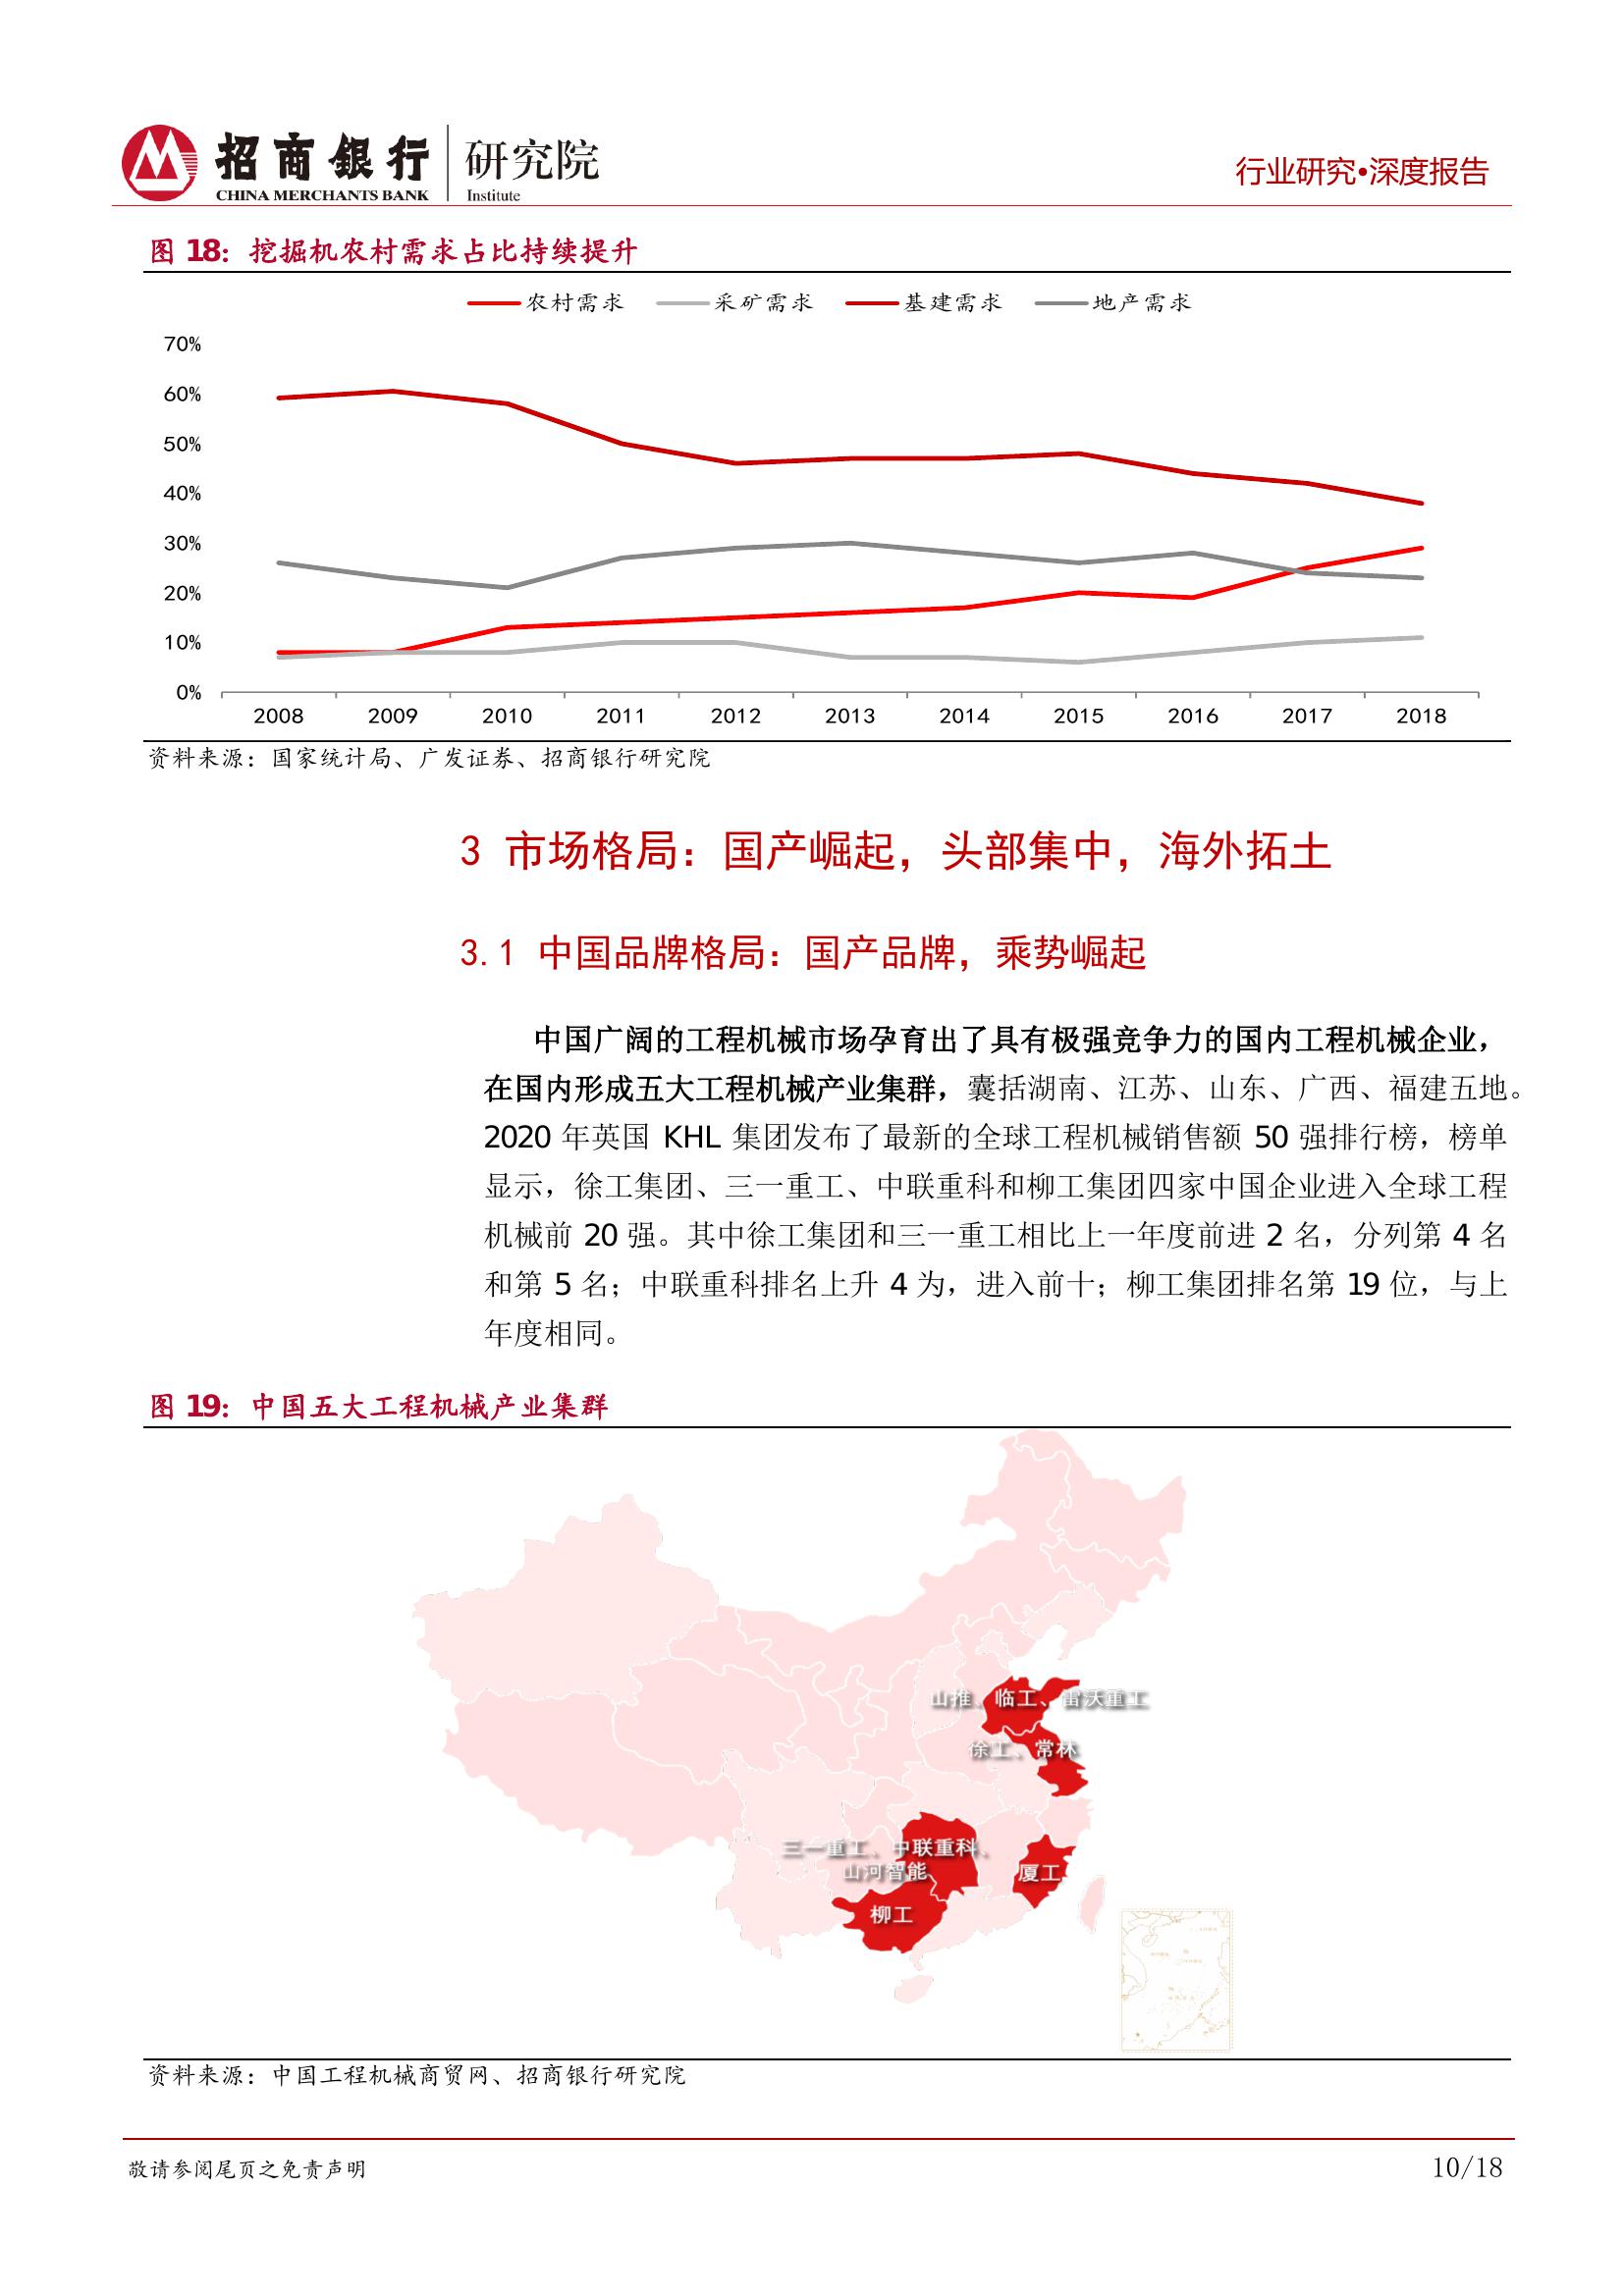 招商银行 研究院
CHINA MERCHANTS BANK Institute
行业研究•深度报告
图 18：挖掘机农村需求占比持续提升
农村需求 采矿需求 基建需求 地产需求
70%
60%
50%
40%
30%
20%
10%
0%
2008 2009 2010 2011 2012 2013 2014 2015 2016 2017 2018
资料来源：国家统计局、广发证券、招商银行研究院
3 市场格局：国产崛起，头部集中，海外拓土
3.1 中国品牌格局：国产品牌，乘势崛起
中国广阔的工程机械市场孕育出了具有极强竞争力的国内工程机械企业，
在国内形成五大工程机械产业集群，囊括湖南、江苏、山东、广西、福建五地。
2020 年英国 KHL 集团发布了最新的全球工程机械销售额 50 强排行榜，榜单
显示，徐工集团、三一重工、中联重科和柳工集团四家中国企业进入全球工程
机械前 20 强。其中徐工集团和三一重工相比上一年度前进 2 名，分列第 4 名
和第 5 名；中联重科排名上升 4 为，进入前十；柳工集团排名第 19 位，与上
年度相同。
图 19：中国五大工程机械产业集群
山推、临工、雷沃重工
徐工、常林
三一重工、中联重科、
山河智能
厦工
柳工
资料来源：中国工程机械商贸网、招商银行研究院
敬请参阅尾页之免责声明
10/18